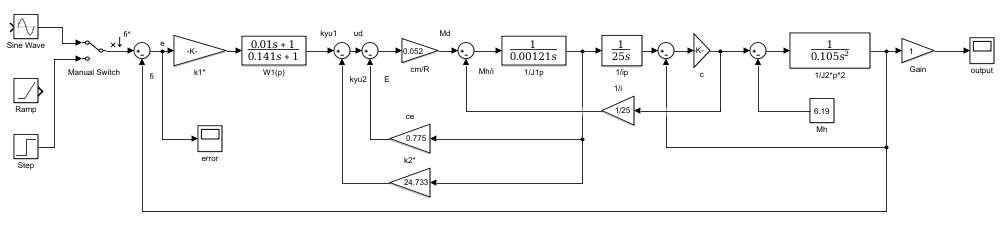 Sine Wave
Manual Switch
Ramp
Step
fi*
e
fi
-K-
k1*
0.01s + 1
0.141s + 1
W1(p)
kyu1
ud
kyu2
E
0.052
cm/R
Md
Mh/i
1
0.00121s
1/J1p
1
25s
1/ip
K-
c
1
0.105s²
1/J2*p^2
1
Gain
output
1/i
1/25
6.19
Mh
error
ce
0.775
k2*
24.733